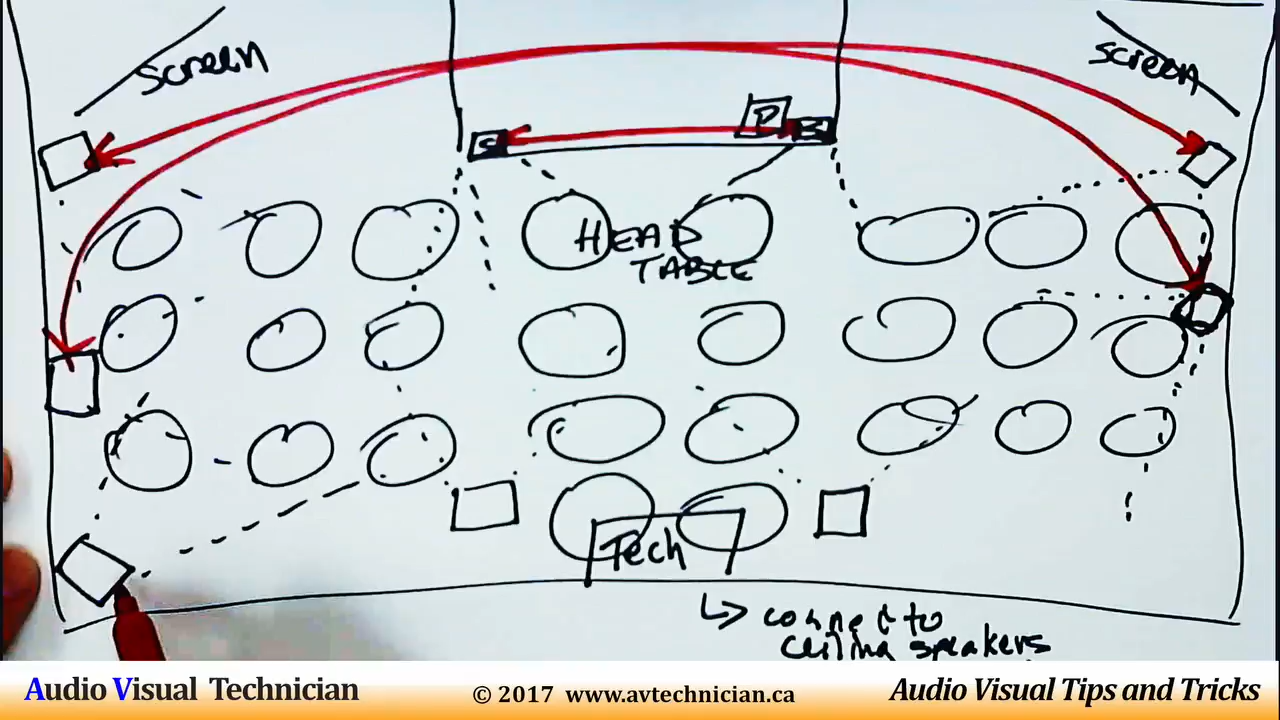 Screen
Screen
S
P
HEAD
TABLE
Tech
connect to
ceiling speakers
Audio Visual Technician
© 2017 www.avtechnician.ca
Audio Visual Tips and Tricks